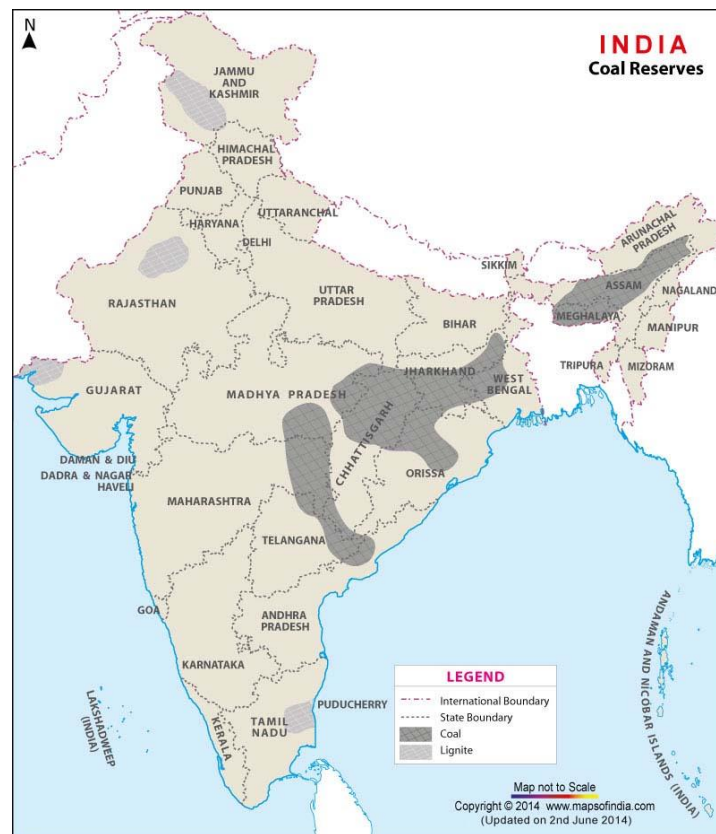 N
INDIA
Coal Reserves
JAMMU
AND
KASHMIR
HIMACHAL
PRADESH
PUNJAB
UTTARANCHAL
HARYANA
DELHI
ARUNACHAL
PRADESH
SIKKIM
ASSAM
NAGALAND
RAJASTHAN
UTTAR
PRADESH
MEGHALAYA
BIHAR
MANIPUR
TRIPURA
MIZORAM
JHARKHAND
WEST
BENGAL
GUJARAT
MADHYA PRADESH
CHHATTISGARH
DAMAN & DIU
DADRA & NAGAR
HAVELI
ORISSA
MAHARASHTRA
TELANGANA
GOA
ANDHRA
PRADESH
KARNATAKA
PUDUCHERRY
TAMIL
NADU
KERALA
LAKSHADWEEP
(INDIA)
ANDAMAN AND NICOBAR ISLANDS (INDIA)
LEGEND
International Boundary
State Boundary
Coal
Lignite
Map not to Scale
Copyright © 2014 www.mapsofindia.com
(Updated on 2nd June 2014)